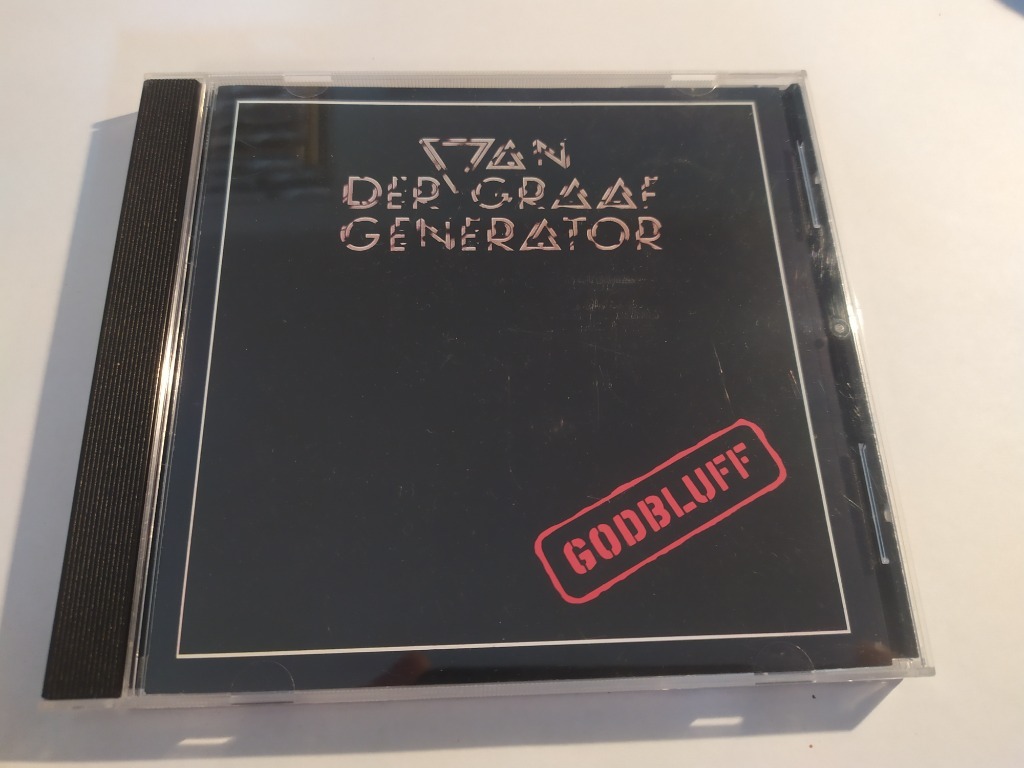 VAN
DER GRAAF
GENERATOR
GODBLUFF